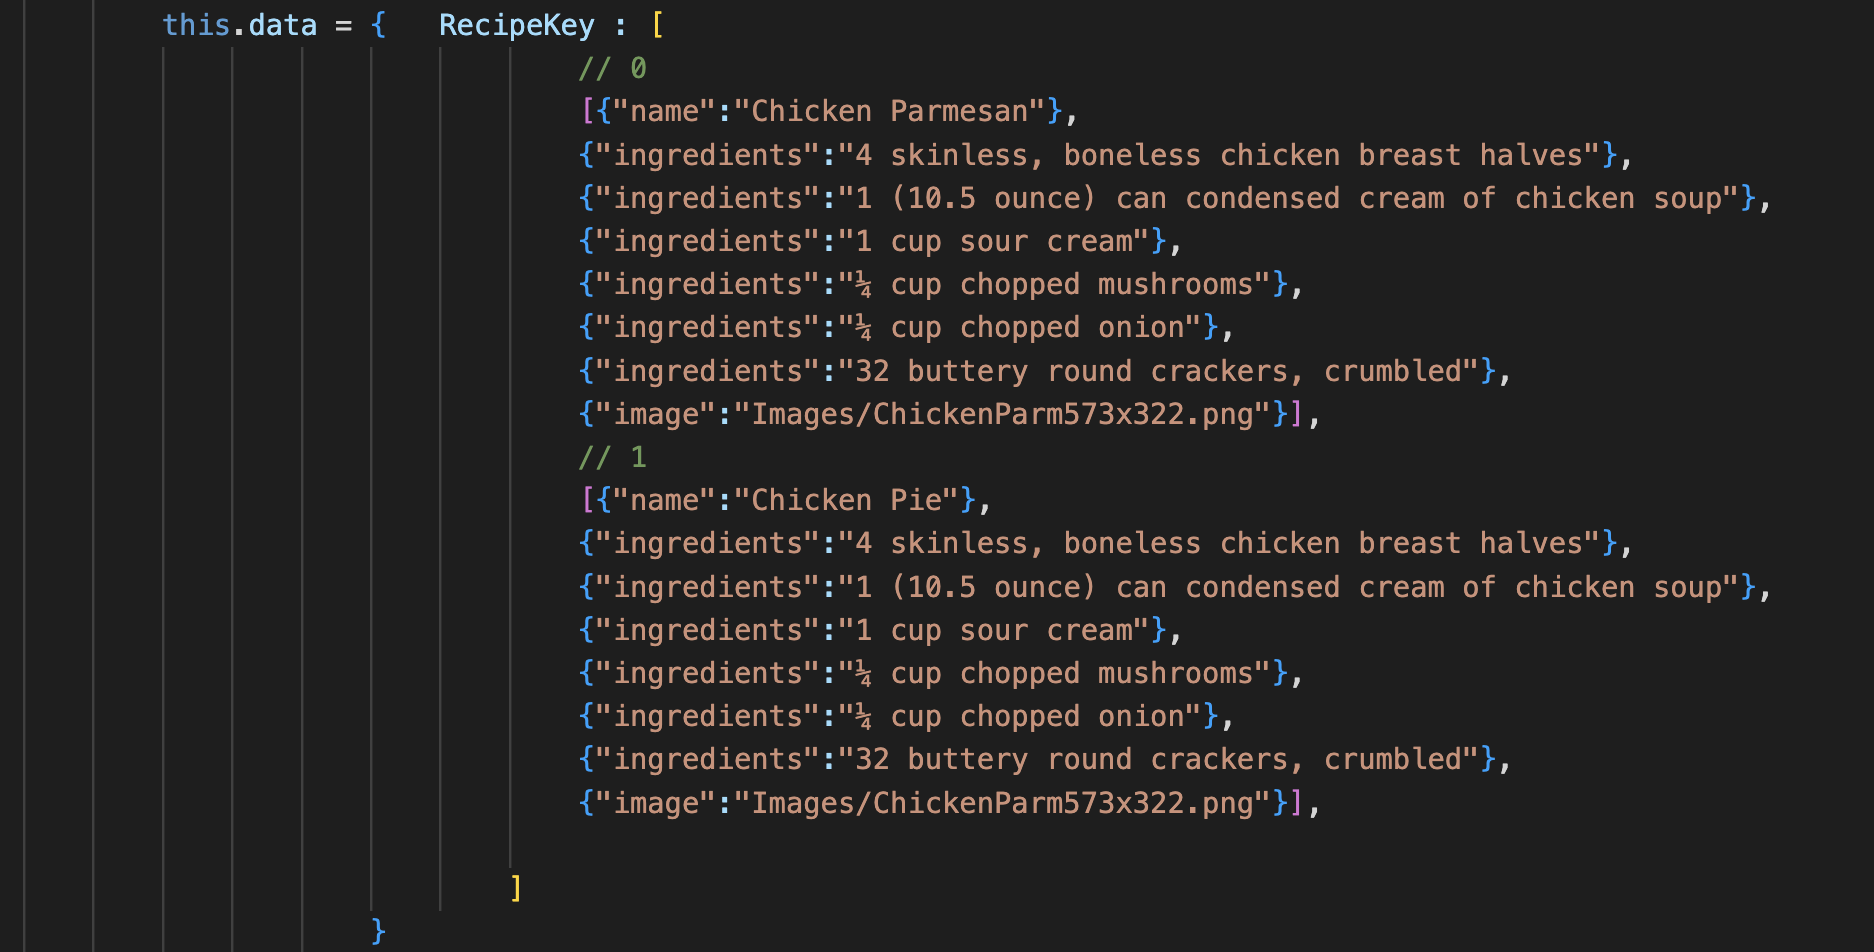 this.data = {   RecipeKey : [
// 0
[{"name":"Chicken Parmesan"},
{"ingredients":"4 skinless, boneless chicken breast halves"},
{"ingredients":"1 (10.5 ounce) can condensed cream of chicken soup"},
{"ingredients":"1 cup sour cream"},
{"ingredients":"¼ cup chopped mushrooms"},
{"ingredients":"¼ cup chopped onion"},
{"ingredients":"32 buttery round crackers, crumbled"},
{"image":"Images/ChickenParm573x322.png"}],
// 1
[{"name":"Chicken Pie"},
{"ingredients":"4 skinless, boneless chicken breast halves"},
{"ingredients":"1 (10.5 ounce) can condensed cream of chicken soup"},
{"ingredients":"1 cup sour cream"},
{"ingredients":"¼ cup chopped mushrooms"},
{"ingredients":"¼ cup chopped onion"},
{"ingredients":"32 buttery round crackers, crumbled"},
{"image":"Images/ChickenParm573x322.png"}],
]
}